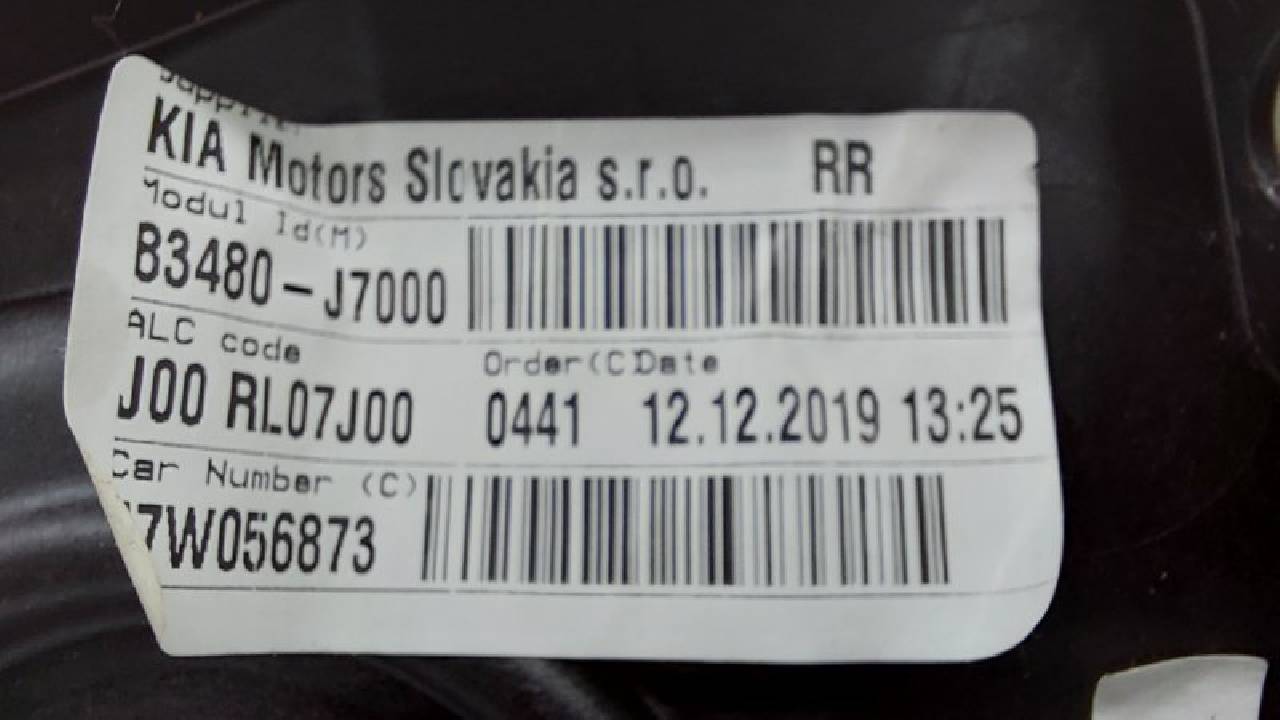 KIA Motors Slovakia s.r.o. RR
Modul Id(M)
B3480-J7000
ALC code Order(C Date
J00 RL07J00 0441 12.12.2019 13:25
Car Number (C)
7W056873